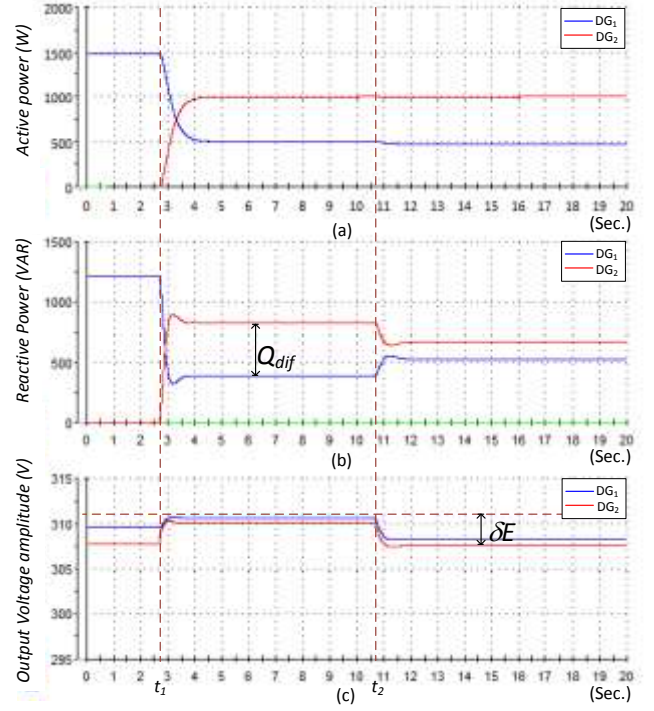 Active power (W)
2000
1500
1000
500
0
DG1
DG2
0 1 2 3 4 5 6 7 8 9 10 11 12 13 14 15 16 17 18 19 20
(Sec.)
(a)
Reactive Power (VAR)
1500
1000
500
0
DG1
DG2
Qdif
0 1 2 3 4 5 6 7 8 9 10 11 12 13 14 15 16 17 18 19 20
(Sec.)
(b)
Output Voltage amplitude (V)
315
310
305
300
295
DG1
DG2
δE
0 1 2 3 4 5 6 7 8 9 10 11 12 13 14 15 16 17 18 19 20
t1 t2 (Sec.)
(c)